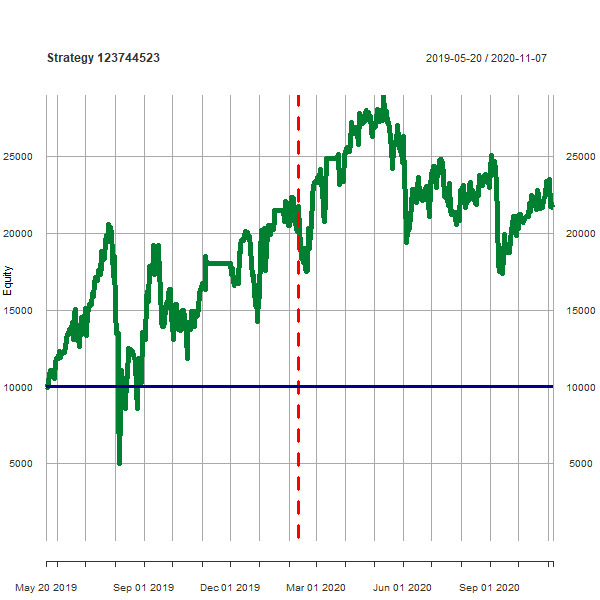 Strategy 123744523
2019-05-20 / 2020-11-07
Equity
25000
25000
20000
20000
15000
15000
10000
10000
5000
5000
May 20 2019
Sep 01 2019
Dec 01 2019
Mar 01 2020
Jun 01 2020
Sep 01 2020